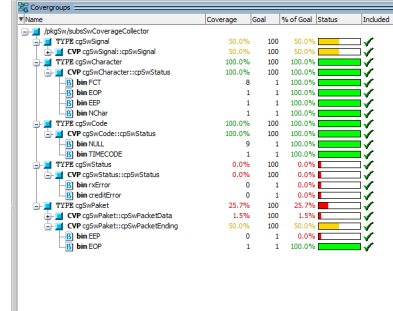 Covergroups
Name Coverage Goal % of Goal Status Included
/pkgSw/subsSwCoverageCollector
TYPE cgSwSignal 50.0% 100 50.0%
CVP cgSwSignal::cpSwSignal 50.0% 100 50.0%
TYPE cgSwCharacter 100.0% 100 100.0%
CVP cgSwCharacter::cpSwStatus 100.0% 100 100.0%
B bin FCT 8 1 100.0%
B bin EOP 1 1 100.0%
B bin EEP 1 1 100.0%
B bin NChar 1 1 100.0%
TYPE cgSwCode 100.0% 100 100.0%
CVP cgSwCode::cpSwStatus 100.0% 100 100.0%
B bin NULL 9 1 100.0%
B bin TIMECODE 1 1 100.0%
TYPE cgSwStatus 0.0% 100 0.0%
CVP cgSwStatus::cpSwStatus 0.0% 100 0.0%
B bin rxError 0 1 0.0%
B bin creditError 0 1 0.0%
TYPE cgSwPaket 25.7% 100 25.7%
CVP cgSwPaket::cpSwPacketData 1.5% 100 1.5%
CVP cgSwPaket::cpSwPacketEnding 50.0% 100 50.0%
B bin EEP 0 1 0.0%
B bin EOP 1 1 100.0%